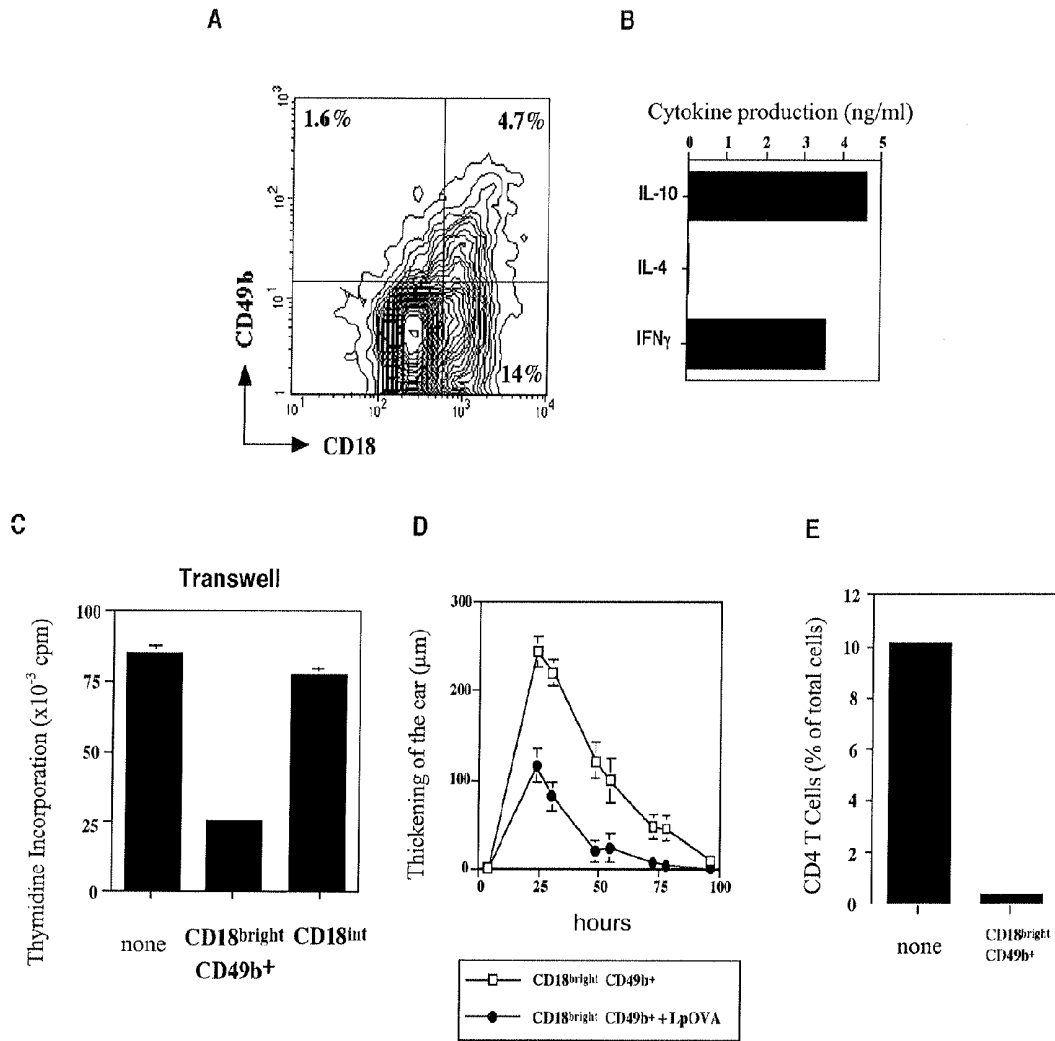 A
10³
10²
10¹
1
1.6%
4.7%
14%
CD49b
10¹
10²
10³
10⁴
CD18
B
Cytokine production (ng/ml)
0 1 2 3 4 5
IL-10
IL-4
IFNγ
C
Transwell
Thymidine Incorporation (x10⁻³ cpm)
100
75
50
25
0
none
CD18bright
CD49b+
CD18int
D
Thickening of the car (µm)
300
200
100
0
0 25 50 75 100
hours
CD18bright CD49b+
CD18bright CD49b+ +LpOVA
E
CD4 T Cells (% of total cells)
12
10
8
6
4
2
0
none
CD18bright
CD49b+